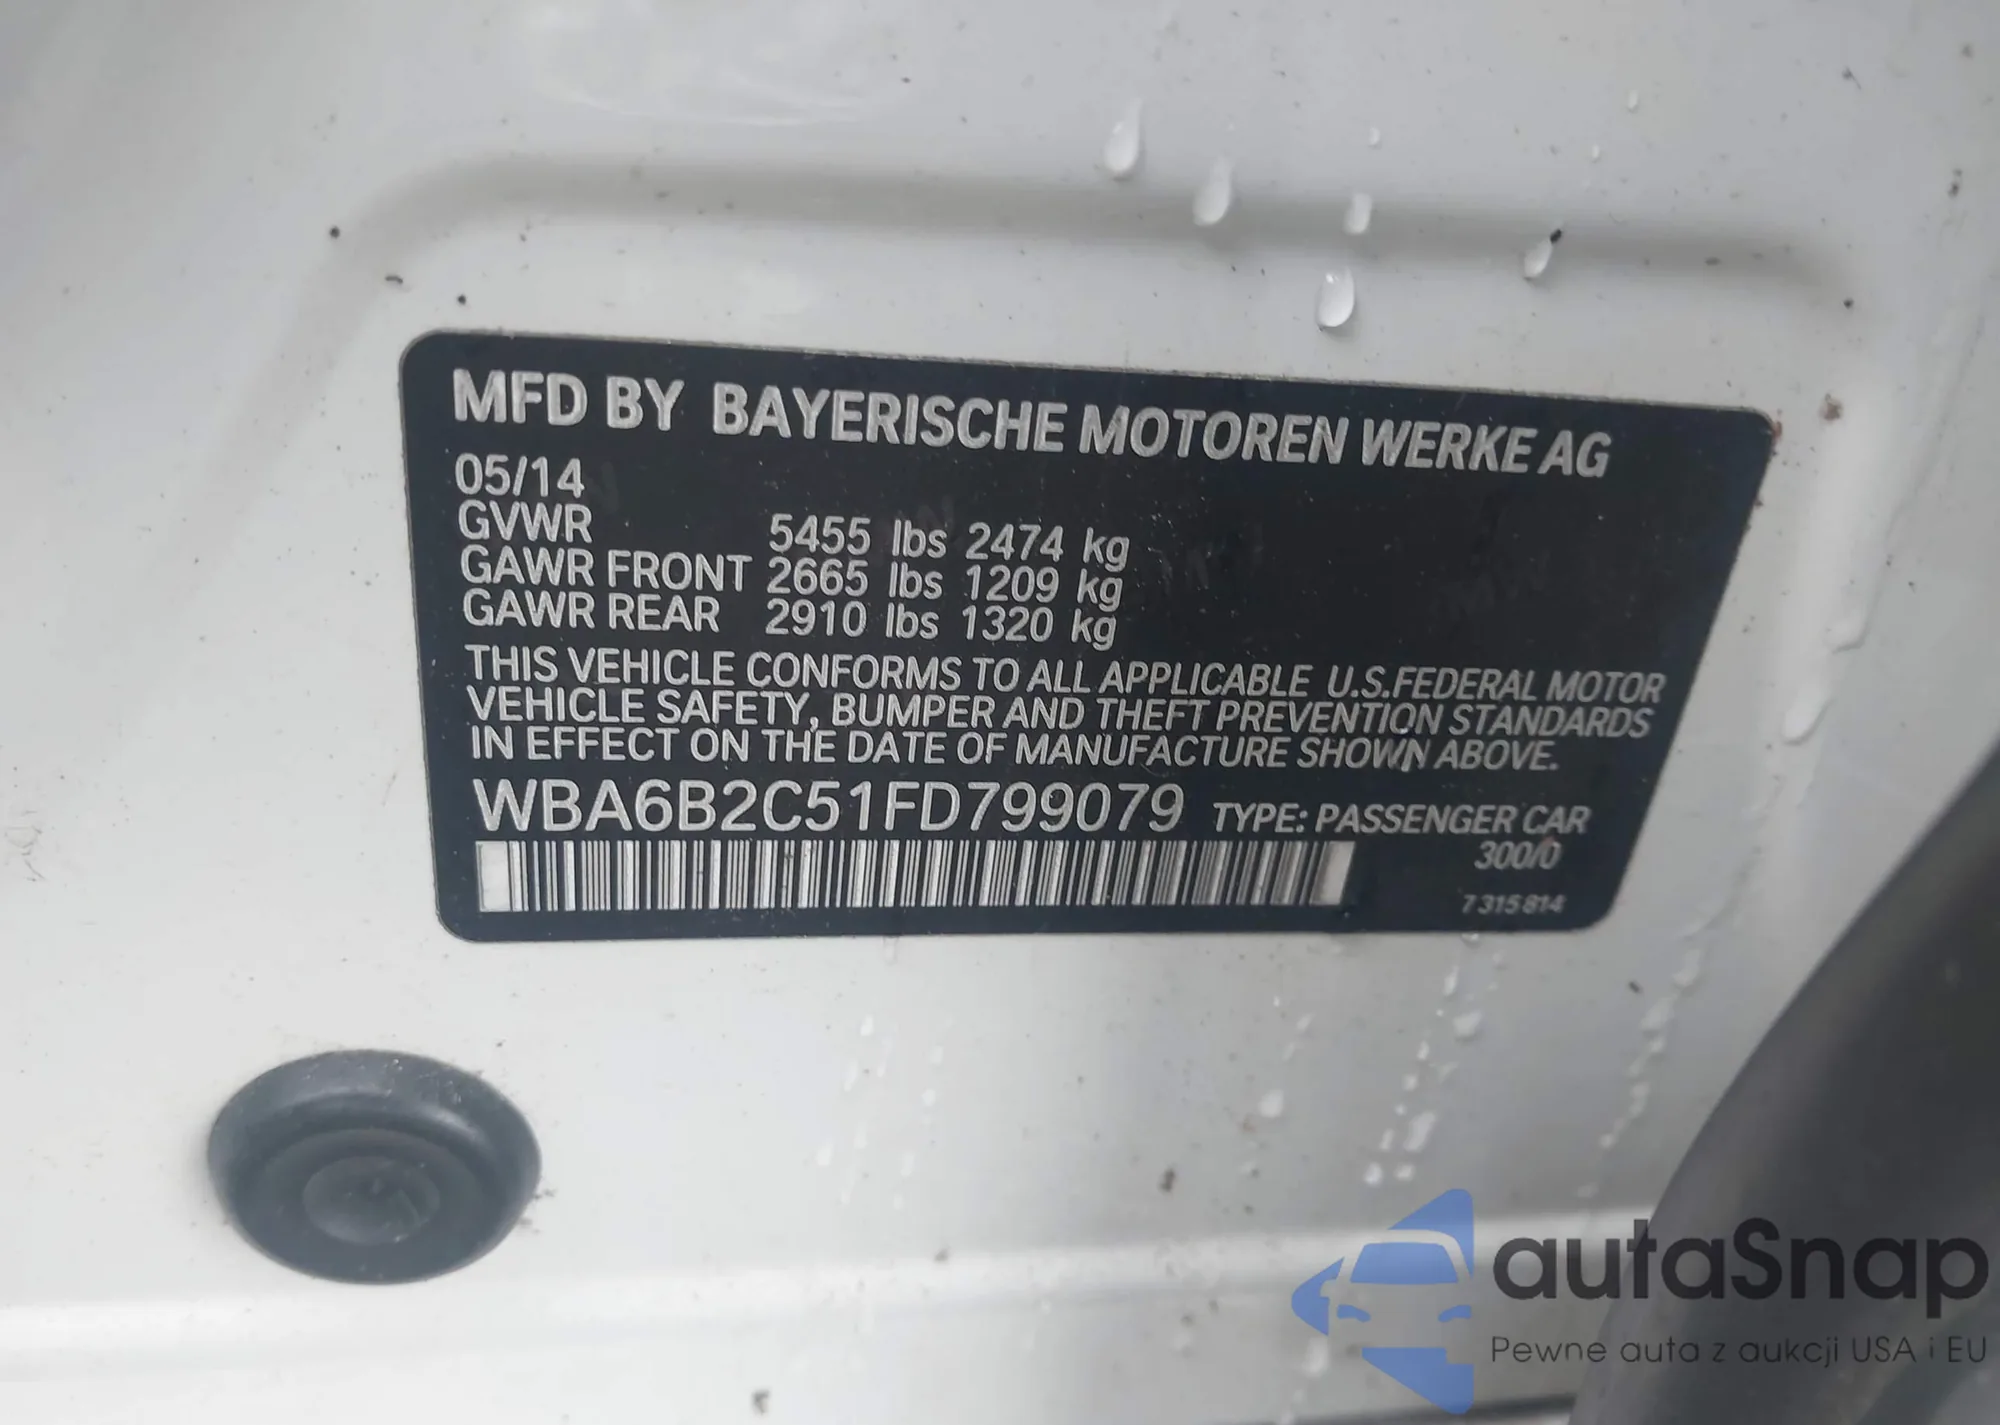 MFD BY BAYERISCHE MOTOREN WERKE AG
05/14
GVWR 5455 lbs 2474 kg
GAWR FRONT 2665 lbs 1209 kg
GAWR REAR 2910 lbs 1320 kg
THIS VEHICLE CONFORMS TO ALL APPLICABLE U.S.FEDERAL MOTOR
VEHICLE SAFETY, BUMPER AND THEFT PREVENTION STANDARDS
IN EFFECT ON THE DATE OF MANUFACTURE SHOWN ABOVE.
WBA6B2C51FD799079 TYPE: PASSENGER CAR
300/0
7 315 814
autaSnap
Pewne auta z aukcji USA i EU